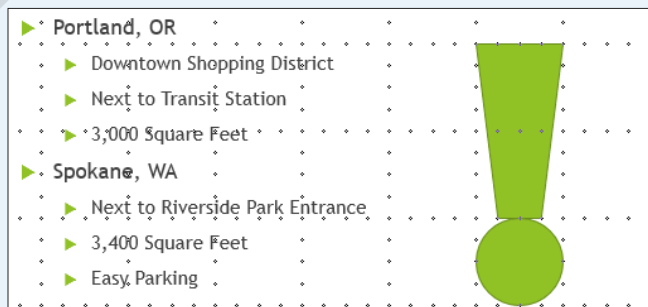 Portland, OR
Downtown Shopping District
Next to Transit Station
3,000 Square Feet
Spokane, WA
Next to Riverside Park Entrance
3,400 Square Feet
Easy Parking